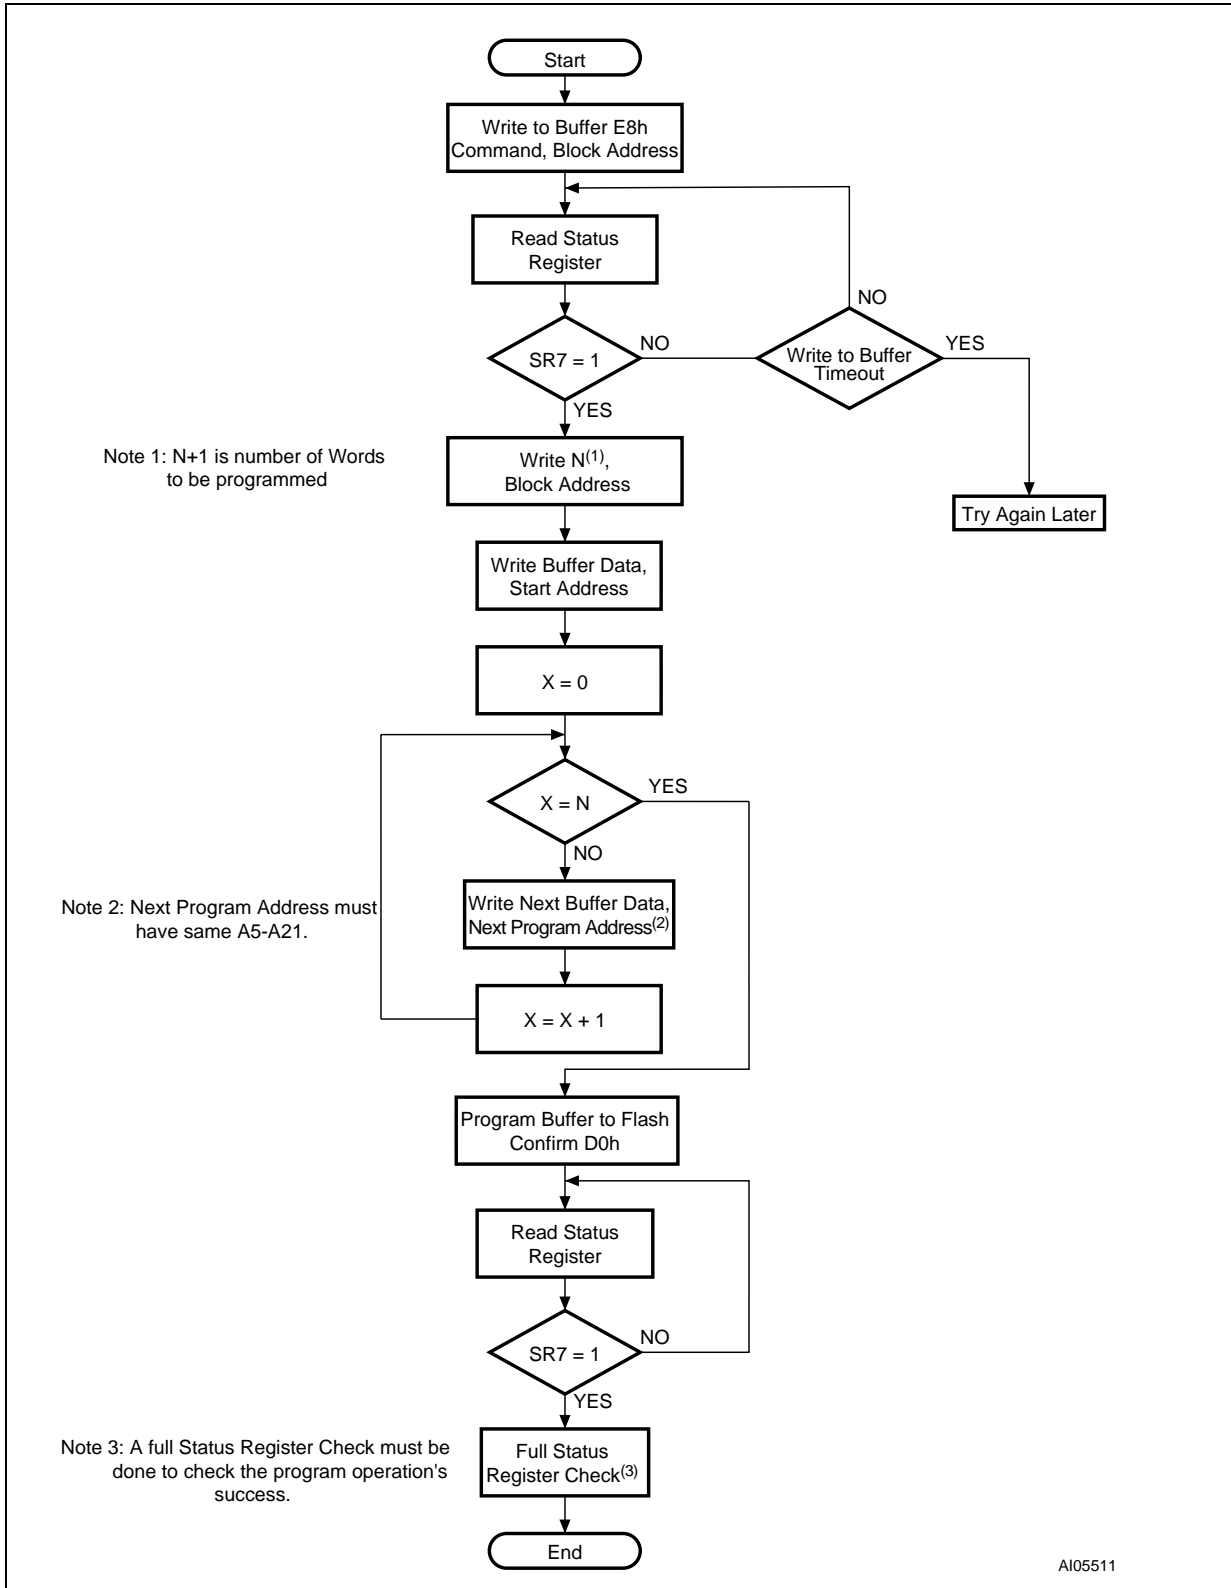 Start
Write to Buffer E8h
Command, Block Address
Read Status
Register
NO
SR7 = 1
NO
Write to Buffer
Timeout
YES
YES
Note 1: N+1 is number of Words
to be programmed
Write N(1),
Block Address
Try Again Later
Write Buffer Data,
Start Address
X = 0
X = N
YES
NO
Note 2: Next Program Address must
have same A5-A21.
Write Next Buffer Data,
Next Program Address(2)
X = X + 1
Program Buffer to Flash
Confirm D0h
Read Status
Register
SR7 = 1
NO
YES
Note 3: A full Status Register Check must be
done to check the program operation's
success.
Full Status
Register Check(3)
End
AI05511